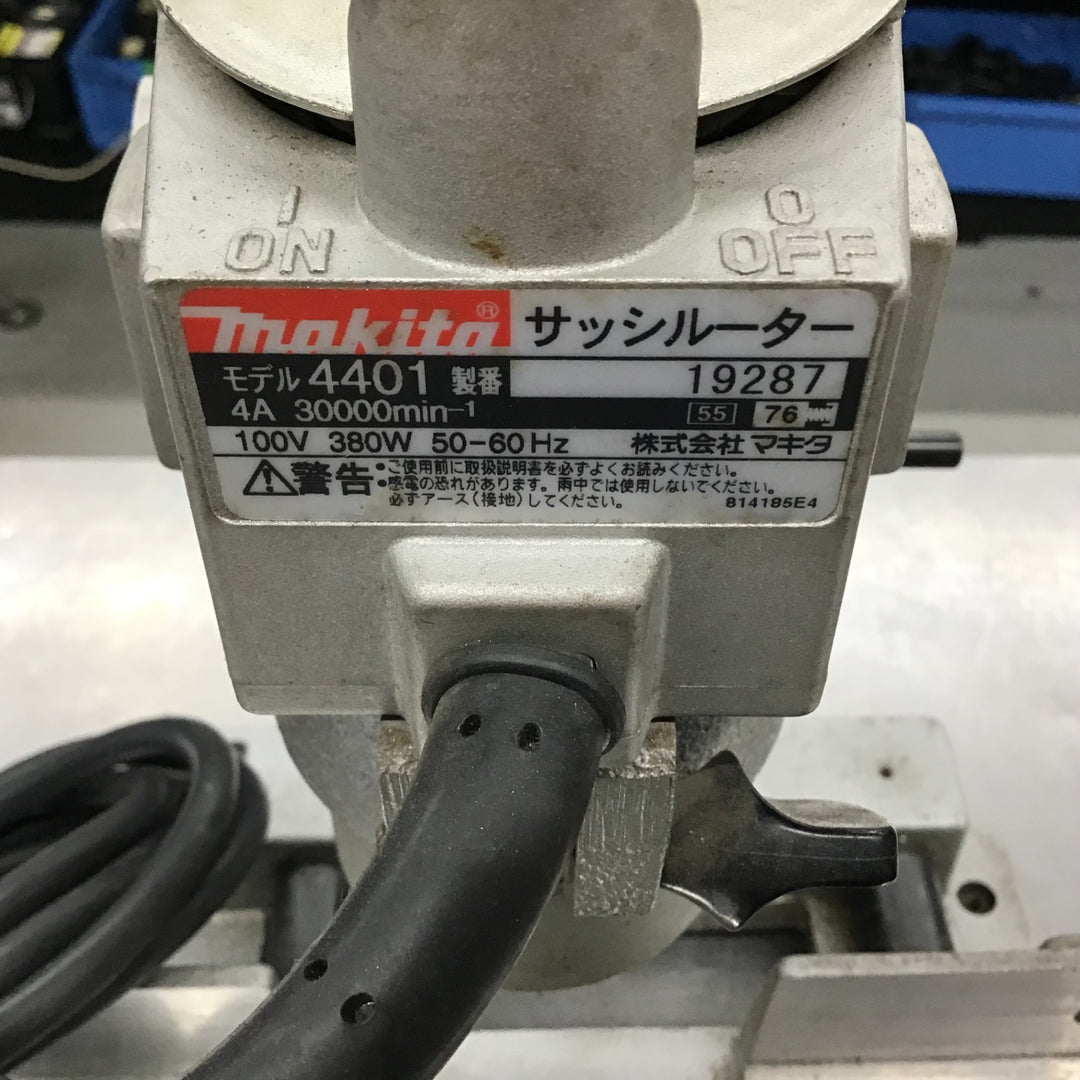 I
ON
O
OFF
makita® サッシルーター
モデル 4401 製番 19287
4A 30000min-1 55 76
100V 380W 50-60Hz 株式会社 マキタ
⚠警告 •ご使用前に取扱説明書を必ずよくお読みください。
•感電の恐れがあります。雨中では使用しないでください。
必ずアース(接地)してください。 814185E4